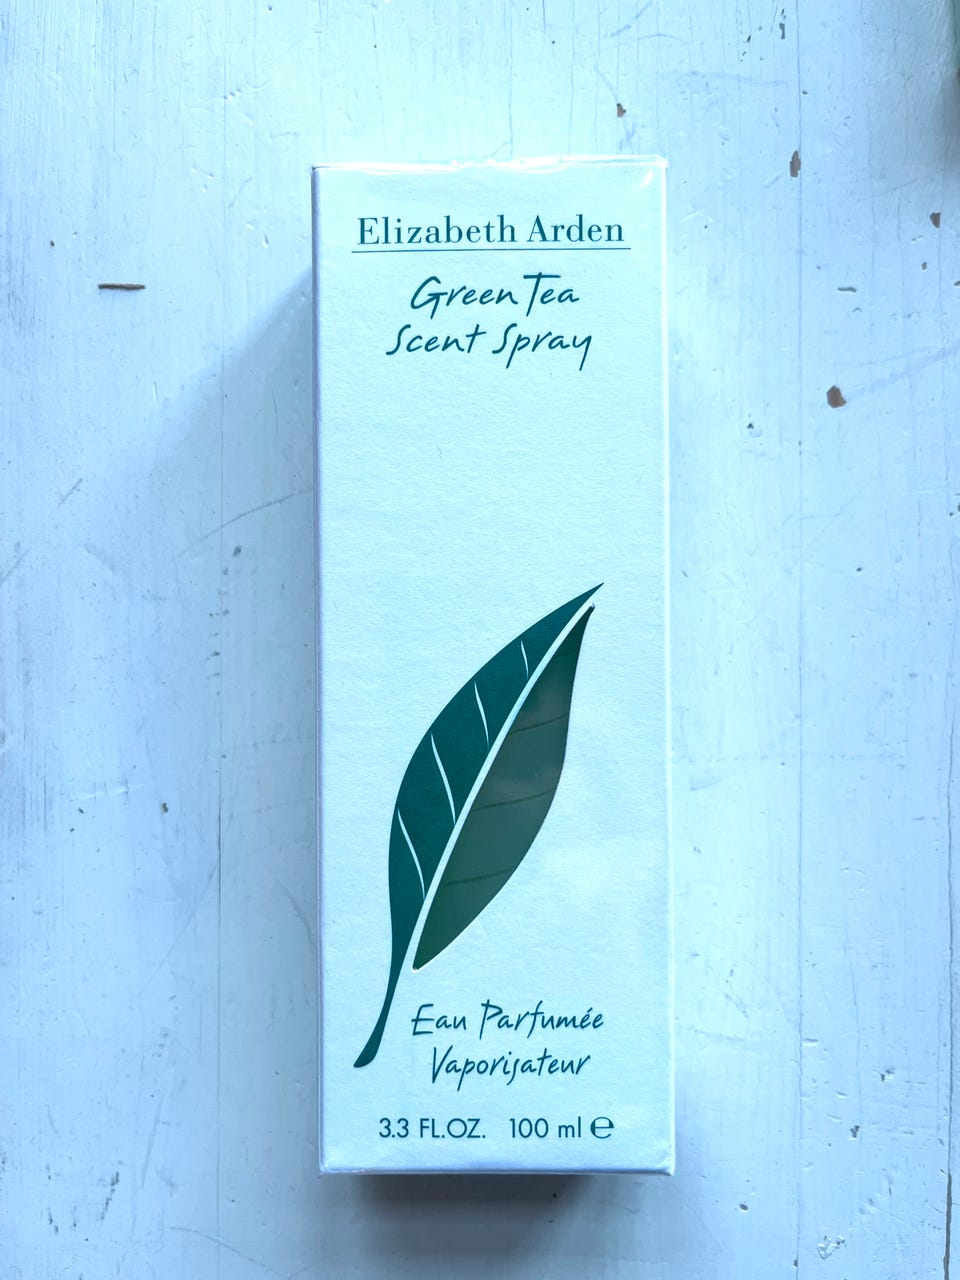 Elizabeth Arden
Green Tea
Scent Spray
Eau Parfumée
Vaporisateur
3.3 FL.OZ. 100 ml ℮